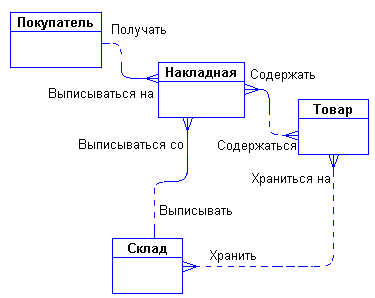 Покупатель
Получать
Накладная
Содержать
Выписываться на
Товар
Выписываться со
Содержаться
Храниться на
Выписывать
Склад
Хранить